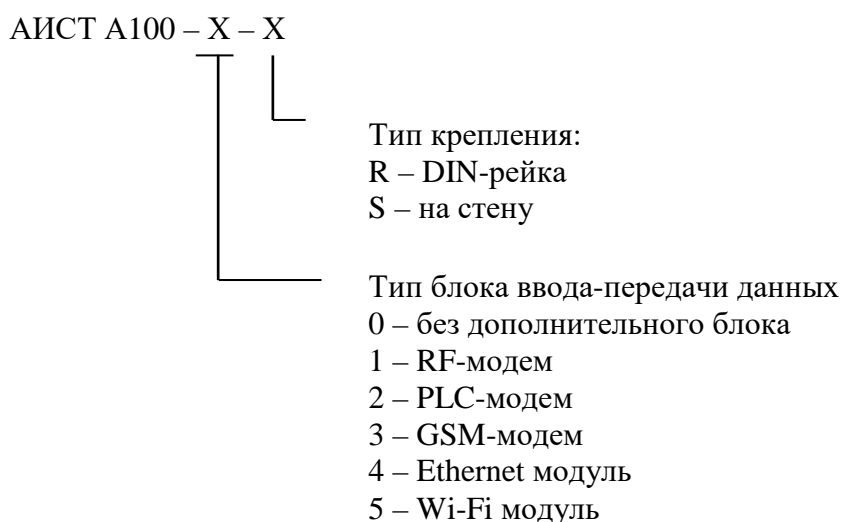 АИСТ А100 – X – X
Тип крепления:
R – DIN-рейка
S – на стену
Тип блока ввода-передачи данных
0 – без дополнительного блока
1 – RF-модем
2 – PLC-модем
3 – GSM-модем
4 – Ethernet модуль
5 – Wi-Fi модуль